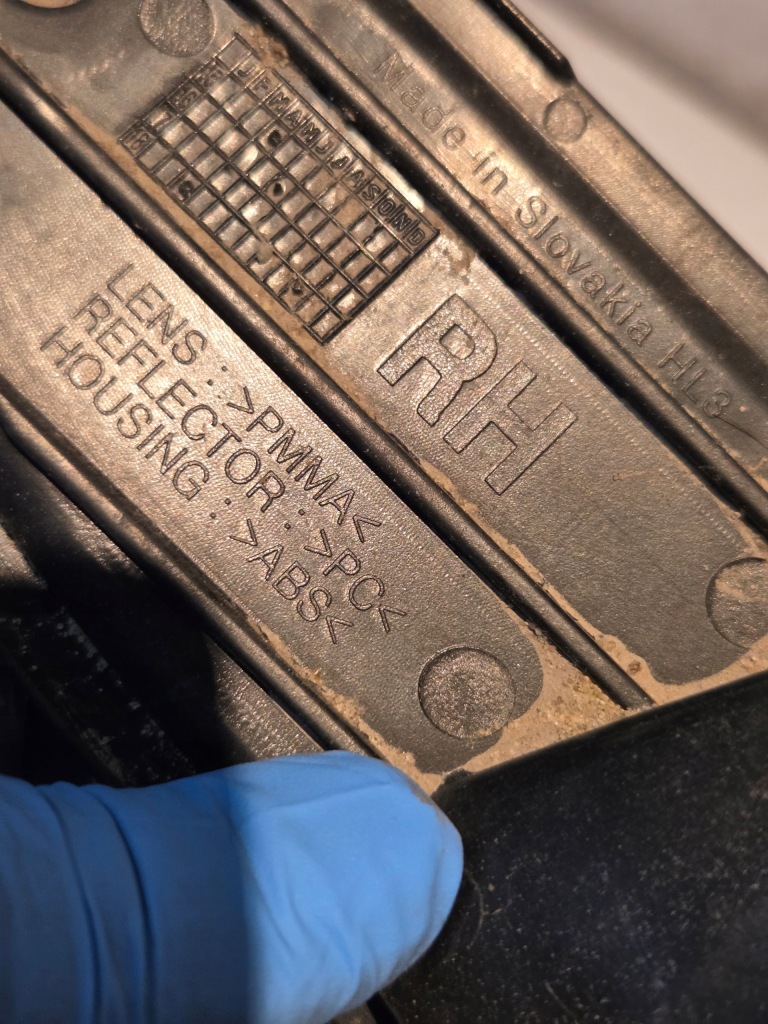 Made in Slovakia HL3
J F M A M J J A S O N D
RH
LENS : >PMMA<
REFLECTOR : >PC<
HOUSING : >ABS<